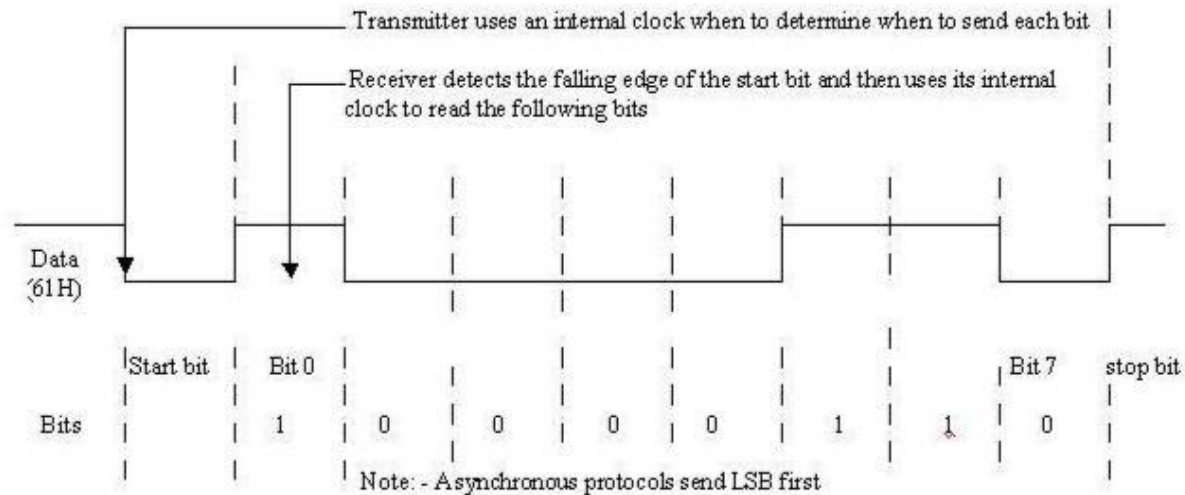 Transmitter uses an internal clock when to determine when to send each bit
Receiver detects the falling edge of the start bit and then uses its internal
clock to read the following bits
Data
(61H)
Start bit Bit 0 Bit 7 stop bit
Bits 1 0 0 0 0 1 1 0
Note: - Asynchronous protocols send LSB first